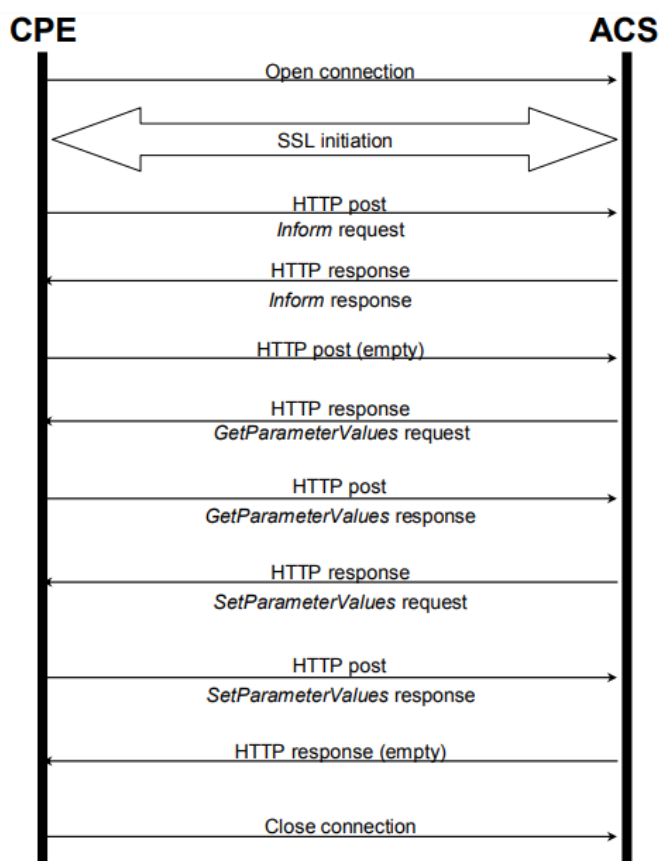 CPE ACS
Open connection
SSL initiation
HTTP post
Inform request
HTTP response
Inform response
HTTP post (empty)
HTTP response
GetParameterValues request
HTTP post
GetParameterValues response
HTTP response
SetParameterValues request
HTTP post
SetParameterValues response
HTTP response (empty)
Close connection